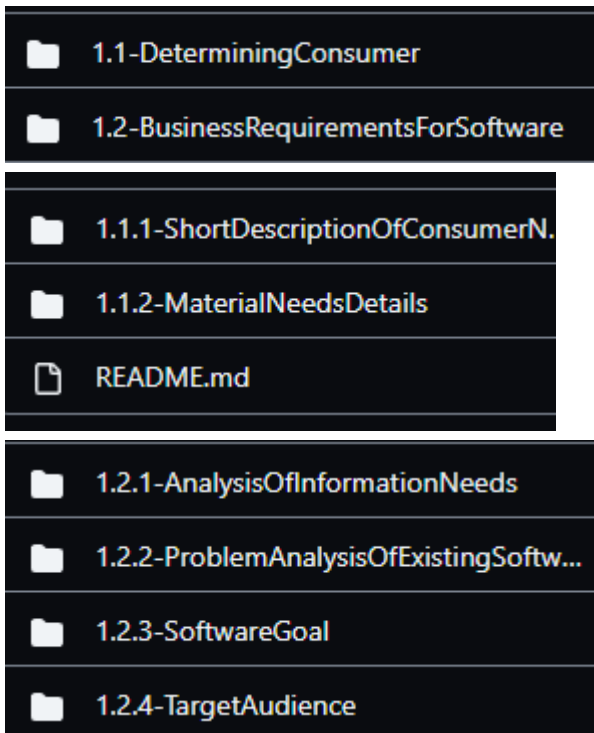 1.1-DeterminingConsumer
1.2-BusinessRequirementsForSoftware
1.1.1-ShortDescriptionOfConsumerN.
1.1.2-MaterialNeedsDetails
README.md
1.2.1-AnalysisOfInformationNeeds
1.2.2-ProblemAnalysisOfExistingSoftw...
1.2.3-SoftwareGoal
1.2.4-TargetAudience